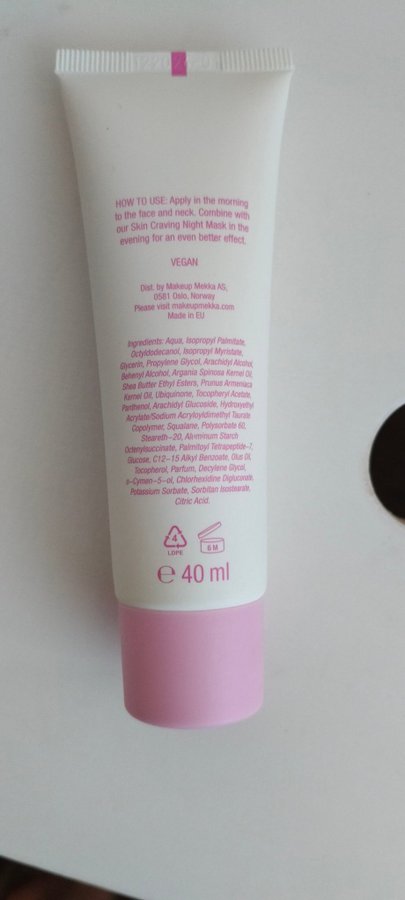 HOW TO USE: Apply in the morning
to the face and neck. Combine with
our Skin Craving Night Mask in the
evening for an even better effect.
VEGAN
Dist. by Makeup Mekka AS,
0581 Oslo, Norway
Please visit makeupmekka.com
Made in EU
Ingredients: Aqua, Isopropyl Palmitate,
Octyldodecanol, Isopropyl Myristate,
Glycerin, Propylene Glycol, Arachidyl Alcohol,
Behenyl Alcohol, Argania Spinosa Kernel Oil,
Shea Butter Ethyl Esters, Prunus Armeniaca
Kernel Oil, Ubiquinone, Tocopheryl Acetate,
Panthenol, Arachidyl Glucoside, Hydroxyethyl
Acrylate/Sodium Acryloyldimethyl Taurate
Copolymer, Squalane, Polysorbate 60,
Steareth-20, Aluminum Starch
Octenylsuccinate, Palmitoyl Tetrapeptide-7,
Glucose, C12-15 Alkyl Benzoate, Olus Oil,
Tocopherol, Parfum, Decylene Glycol,
o-Cymen-5-ol, Chlorhexidine Digluconate,
Potassium Sorbate, Sorbitan Isostearate,
Citric Acid.
4
LDPE
6 M
e 40 ml